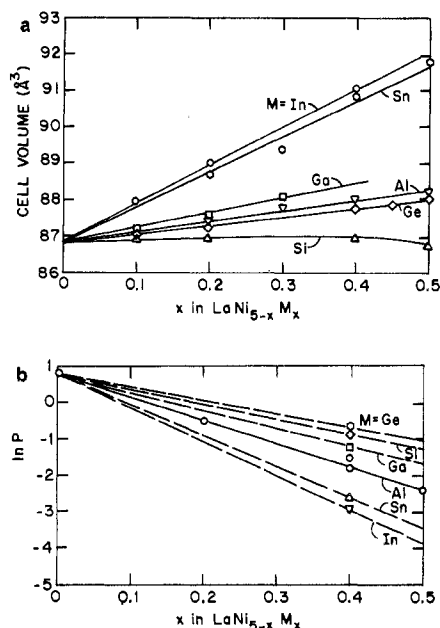 a
CELL VOLUME (Å³)
93
92
91
90
89
88
87
86
M = In
Sn
Ga
Al
Ge
Si
0 0.1 0.2 0.3 0.4 0.5
x in LaNi₅₋ₓMₓ
b
ln P
1
0
-1
-2
-3
-4
-5
M=Ge
Si
Ga
Al
Sn
In
0 0.1 0.2 0.3 0.4 0.5
x in LaNi₅₋ₓMₓ